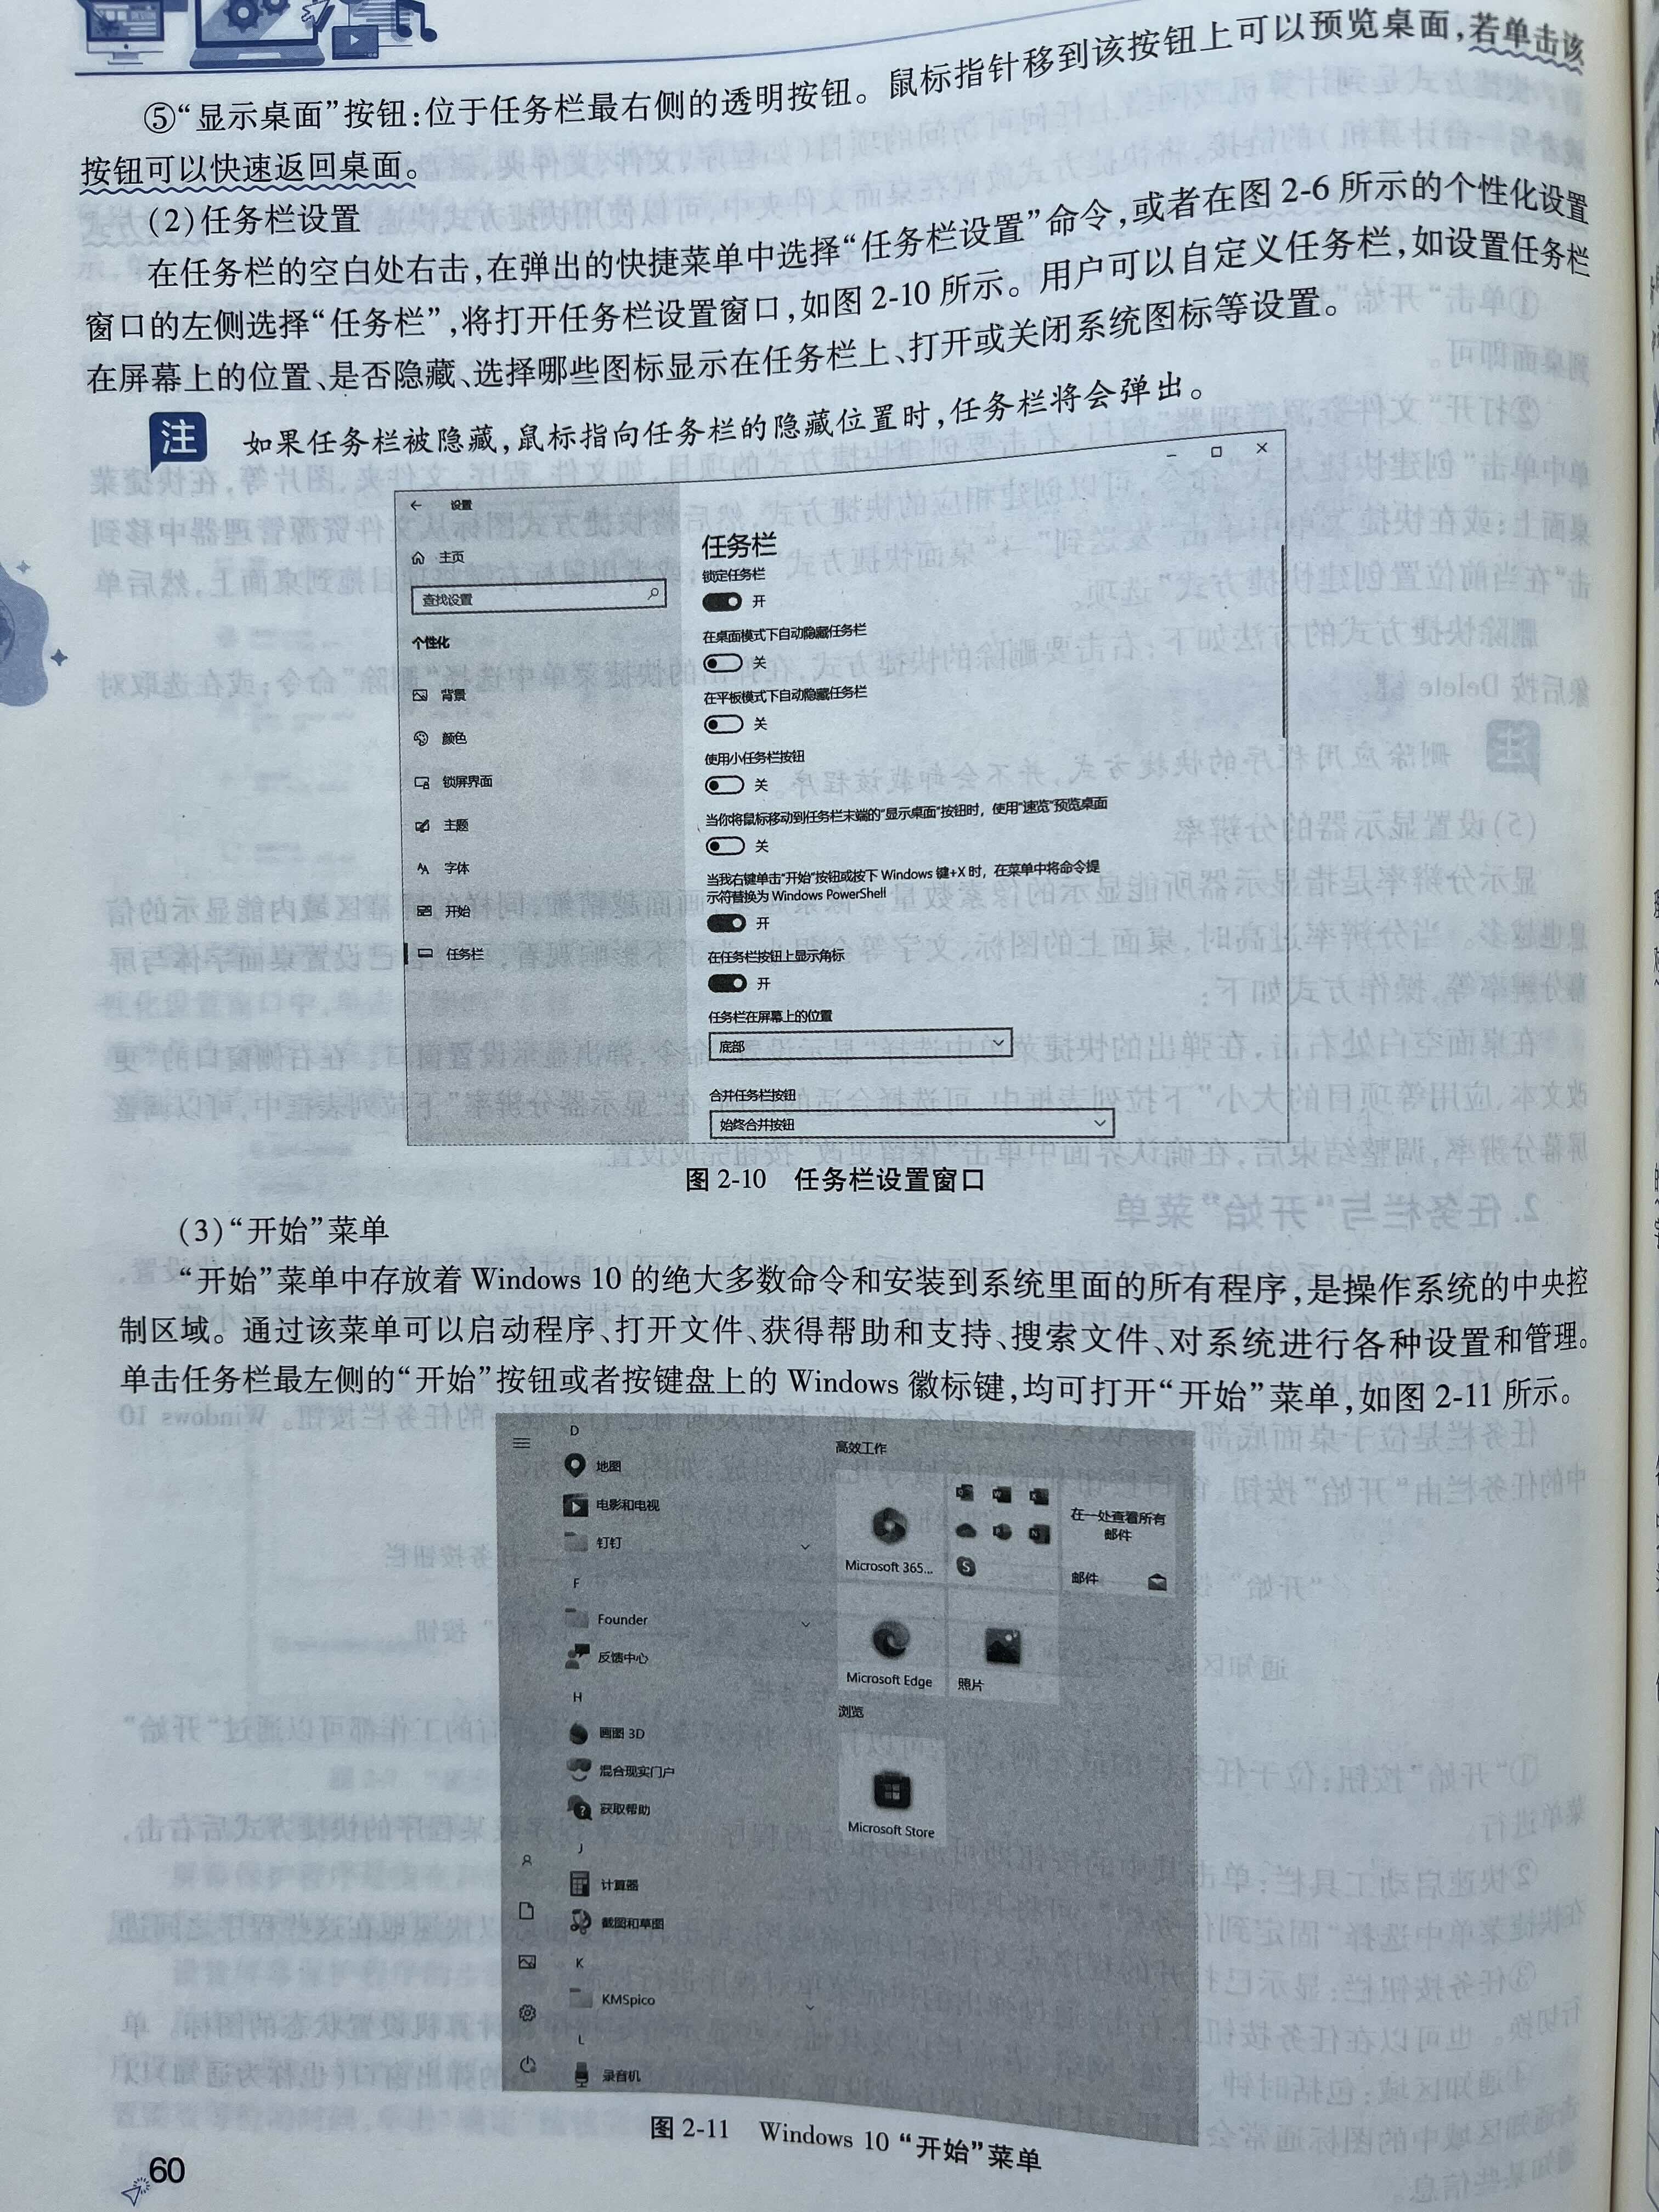 ⑤“显示桌面”按钮：位于任务栏最右侧的透明按钮。鼠标指针移到该按钮上可以预览桌面，若单击该
按钮可以快速返回桌面。
(2)任务栏设置
在任务栏的空白处右击，在弹出的快捷菜单中选择“任务栏设置”命令，或者在图 2-6 所示的个性化设置
窗口的左侧选择“任务栏”，将打开任务栏设置窗口，如图 2-10 所示。用户可以自定义任务栏，如设置任务栏
在屏幕上的位置、是否隐藏、选择哪些图标显示在任务栏上、打开或关闭系统图标等设置。
注 如果任务栏被隐藏，鼠标指向任务栏的隐藏位置时，任务栏将会弹出。
← 设置
主页
查找设置
个性化
背景
颜色
锁屏界面
主题
字体
开始
任务栏
任务栏
锁定任务栏
开
在桌面模式下自动隐藏任务栏
关
在平板模式下自动隐藏任务栏
关
使用小任务栏按钮
关
当你将鼠标移动到任务栏末端的“显示桌面”按钮时，使用“速览”预览桌面
关
当我右键单击“开始”按钮或按下 Windows 键+X 时，在菜单中将命令提
示符替换为 Windows PowerShell
开
在任务栏按钮上显示角标
开
任务栏在屏幕上的位置
底部
合并任务栏按钮
始终合并按钮
图 2-10 任务栏设置窗口
(3)“开始”菜单
“开始”菜单中存放着 Windows 10 的绝大多数命令和安装到系统里面的所有程序，是操作系统的中央控
制区域。通过该菜单可以启动程序、打开文件、获得帮助和支持、搜索文件、对系统进行各种设置和管理。
单击任务栏最左侧的“开始”按钮或者按键盘上的 Windows 徽标键，均可打开“开始”菜单，如图 2-11 所示。
D
地图
电影和电视
钉钉
F
Founder
反馈中心
H
画图 3D
混合现实门户
获取帮助
J
计算器
截图和草图
K
KMSpico
L
录音机
高效工作
Microsoft 365...
在一处查看所有
邮件
邮件
Microsoft Edge
照片
浏览
Microsoft Store
图 2-11 Windows 10 “开始”菜单
60